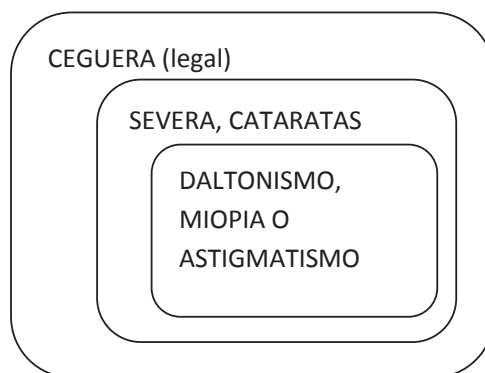 CEGUERA (legal)
SEVERA, CATARATAS
DALTONISMO,
MIOPIA O
ASTIGMATISMO